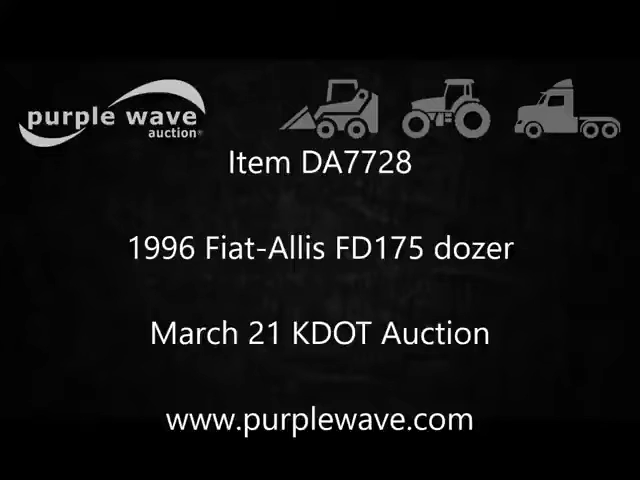 purple wave
auction®
Item DA7728
1996 Fiat-Allis FD175 dozer
March 21 KDOT Auction
www.purplewave.com